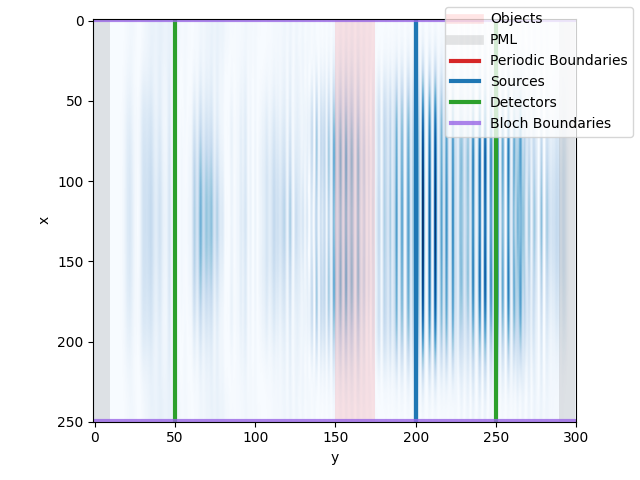 Objects
PML
Periodic Boundaries
Sources
Detectors
Bloch Boundaries
0
50
100
150
200
250
x
0
50
100
150
200
250
300
y